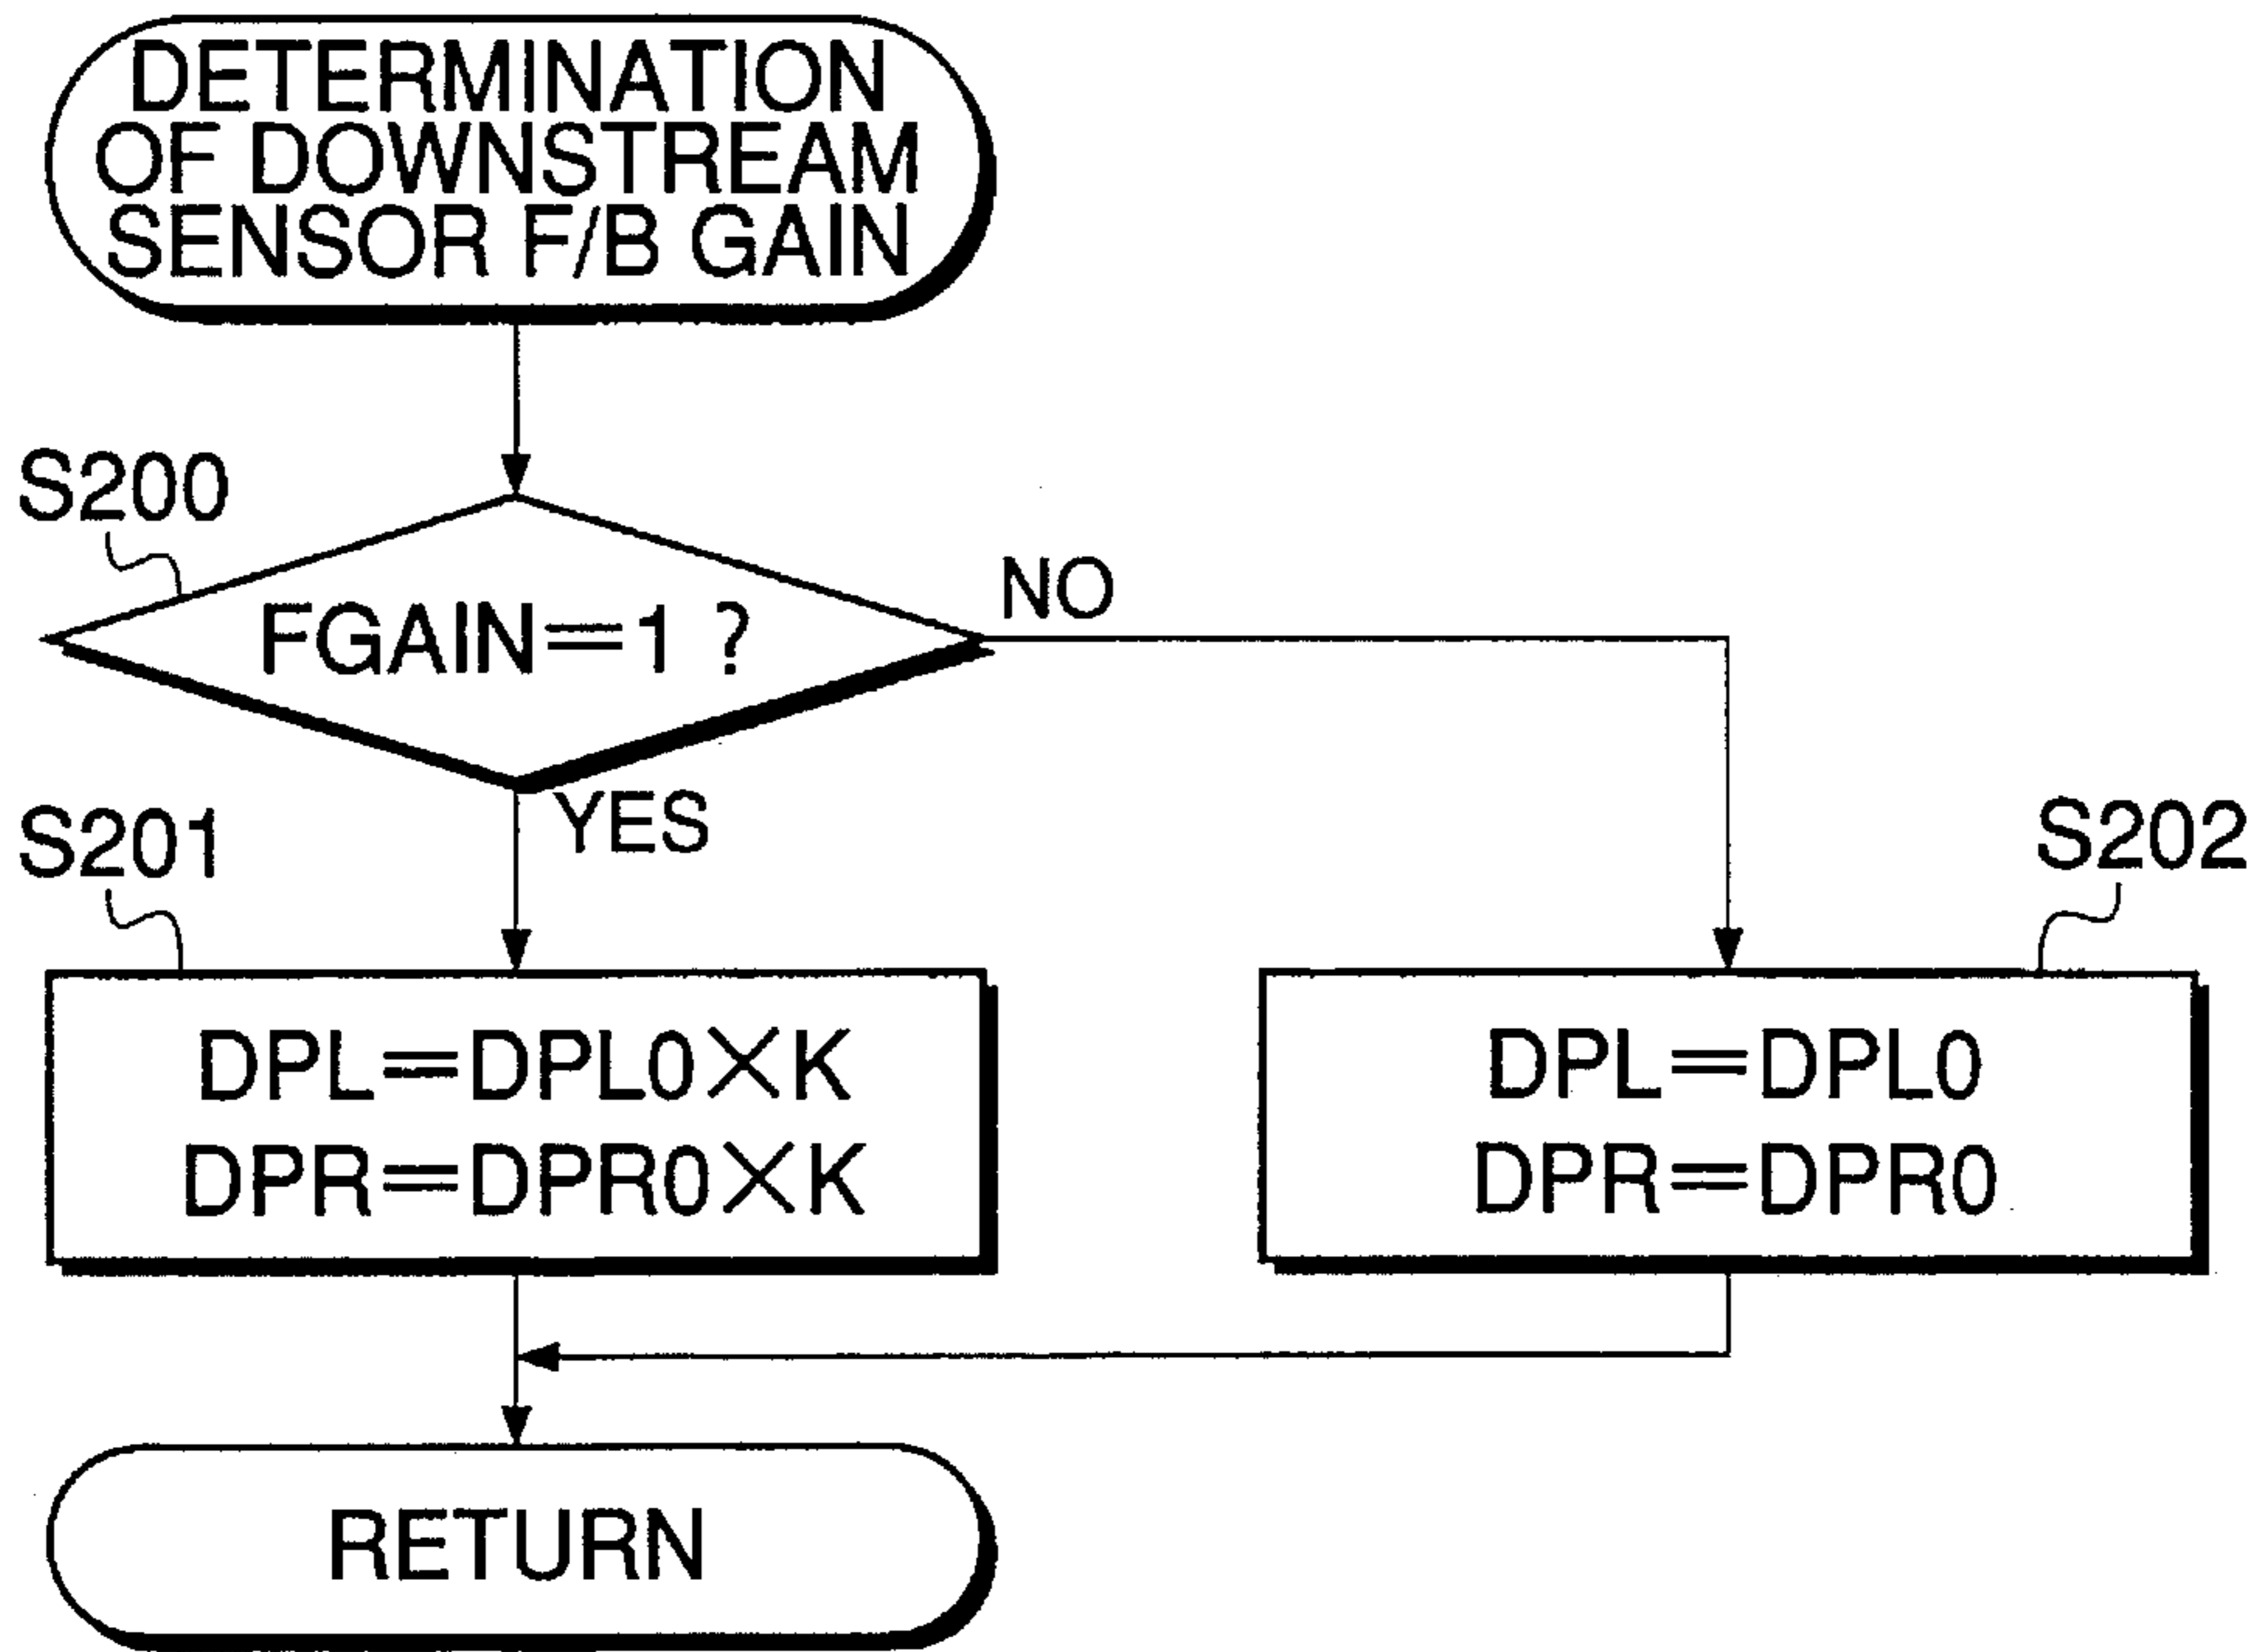 DETERMINATION
OF DOWNSTREAM
SENSOR F/B GAIN
S200
FGAIN=1 ?
NO
YES
S201
S202
DPL=DPL0×K
DPR=DPR0×K
DPL=DPL0
DPR=DPR0
RETURN